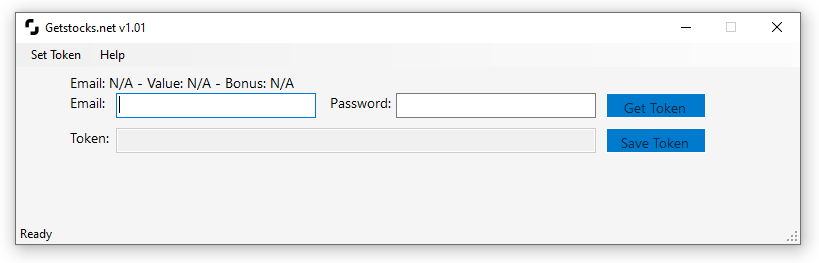 Getstocks.net v1.01
Set Token Help
Email: N/A - Value: N/A - Bonus: N/A
Email: Password: Get Token
Token: Save Token
Ready